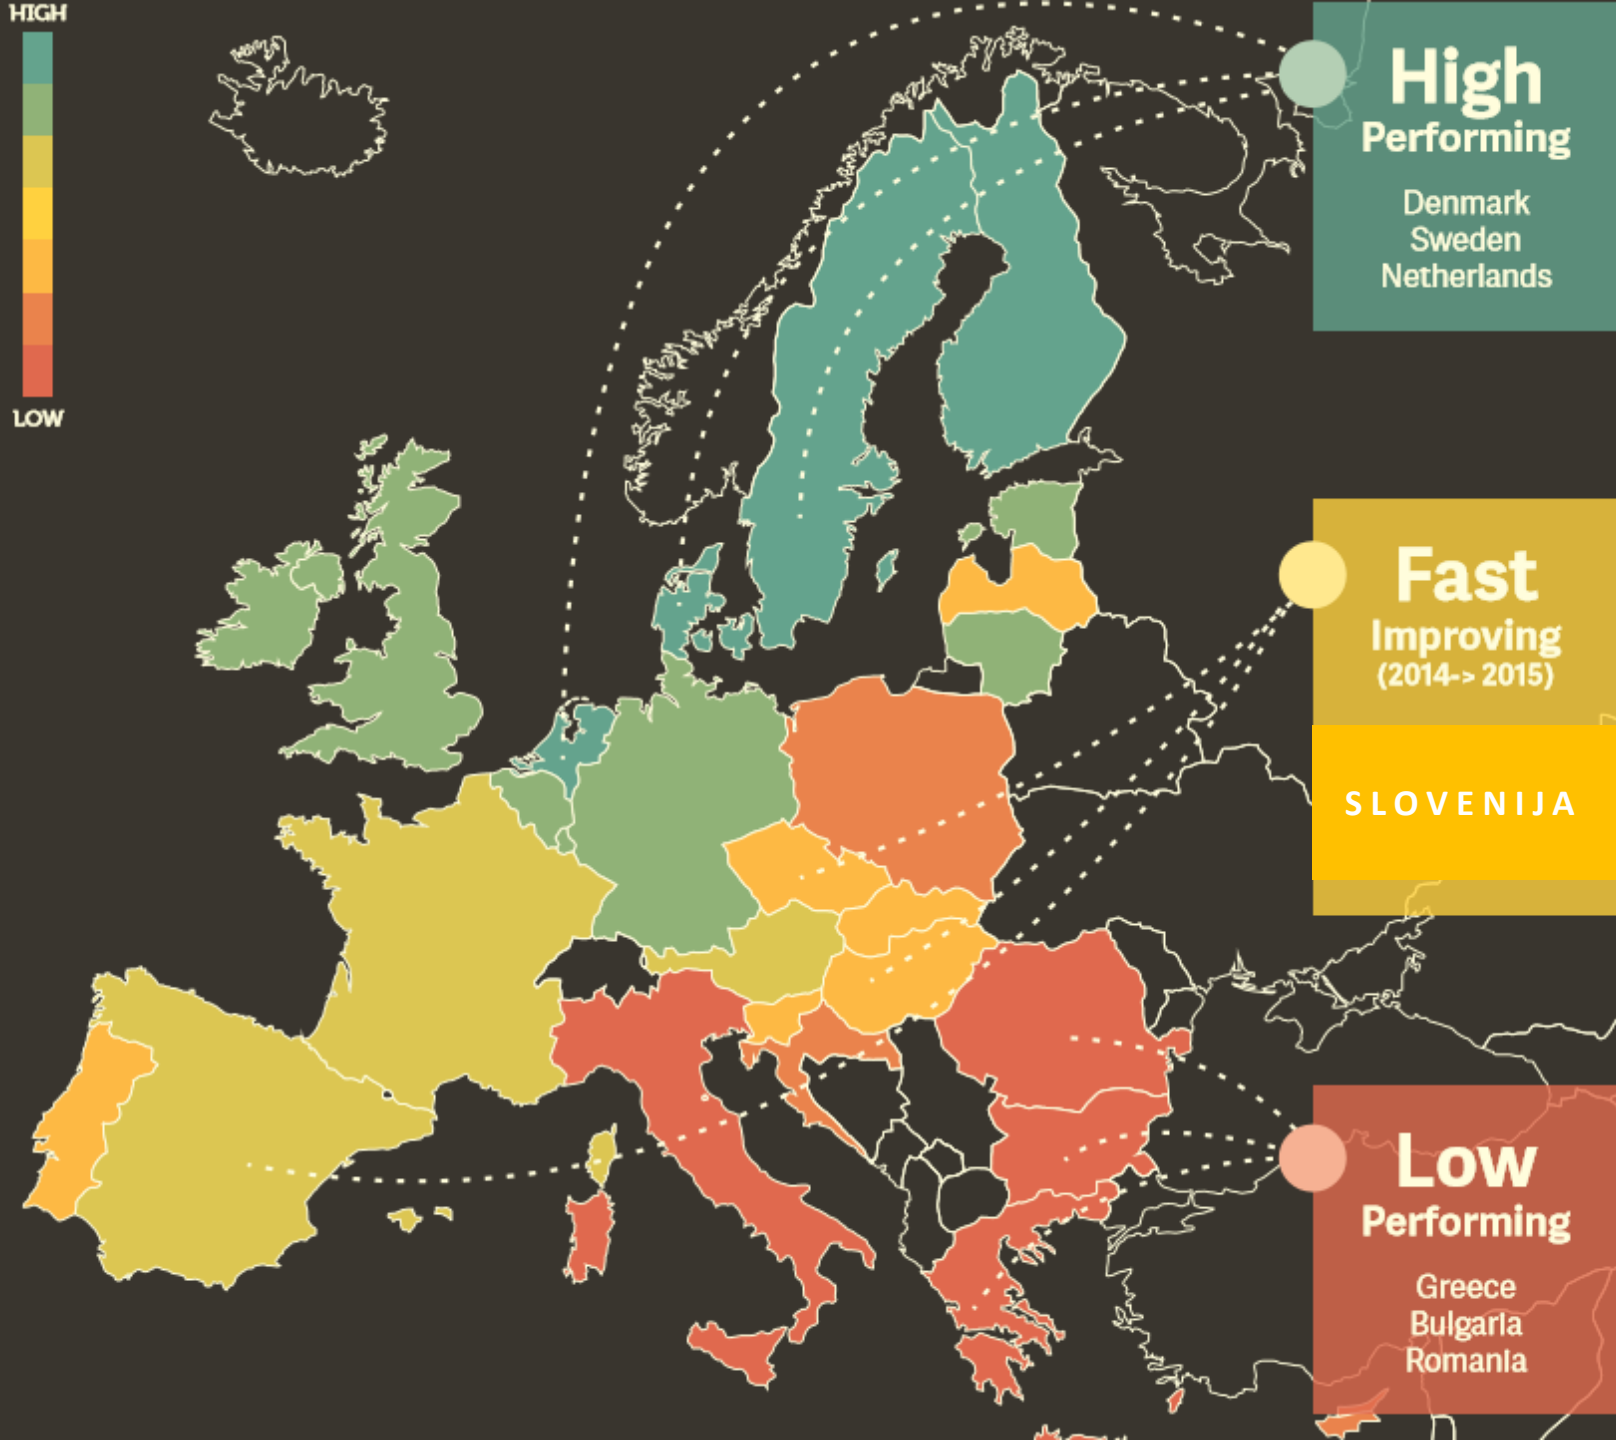 HIGH
LOW
High
Performing
Denmark
Sweden
Netherlands
Fast
Improving
(2014-> 2015)
SLOVENIJA
Low
Performing
Greece
Bulgaria
Romania